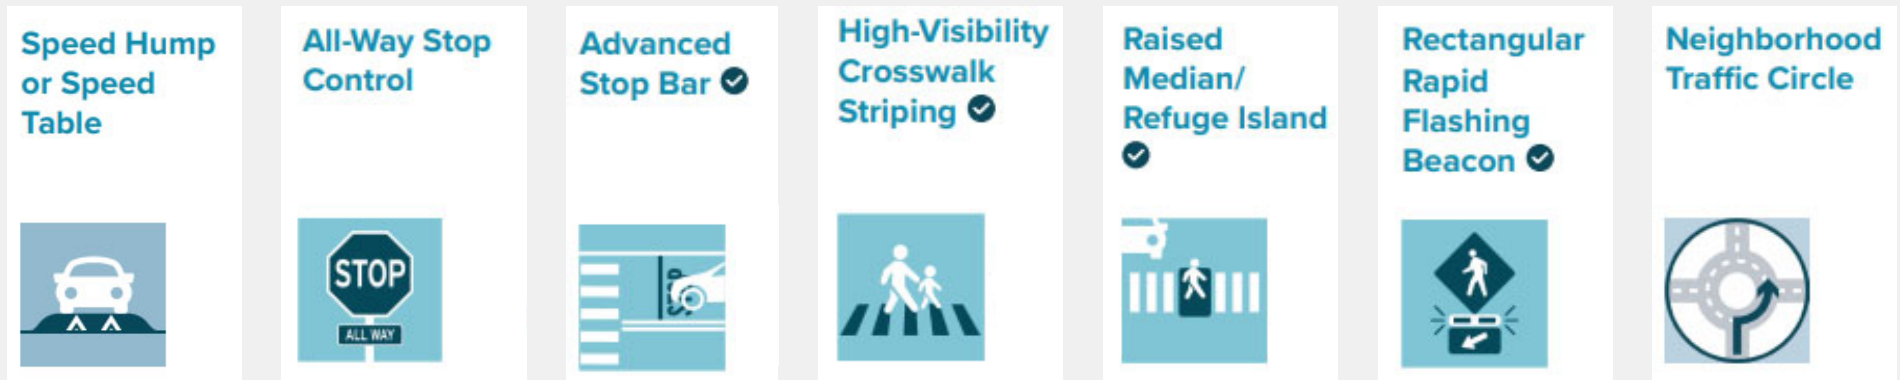 Speed Hump
or Speed
Table
All-Way Stop
Control
Advanced
Stop Bar
High-Visibility
Crosswalk
Striping
Raised
Median/
Refuge Island
Rectangular
Rapid
Flashing
Beacon
Neighborhood
Traffic Circle
STOP
ALL WAY
STOP